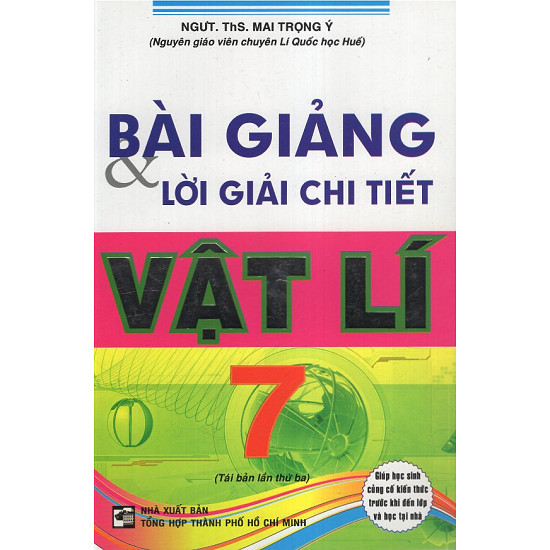 NGƯT. ThS. MAI TRỌNG Ý
(Nguyên giáo viên chuyên Lí Quốc học Huế)
BÀI GIẢNG
& LỜI GIẢI CHI TIẾT
VẬT LÍ
7
(Tái bản lần thứ ba)
Giúp học sinh
củng cố kiến thức
trước khi đến lớp
và học tại nhà
NHÀ XUẤT BẢN
TỔNG HỢP THÀNH PHỐ HỒ CHÍ MINH